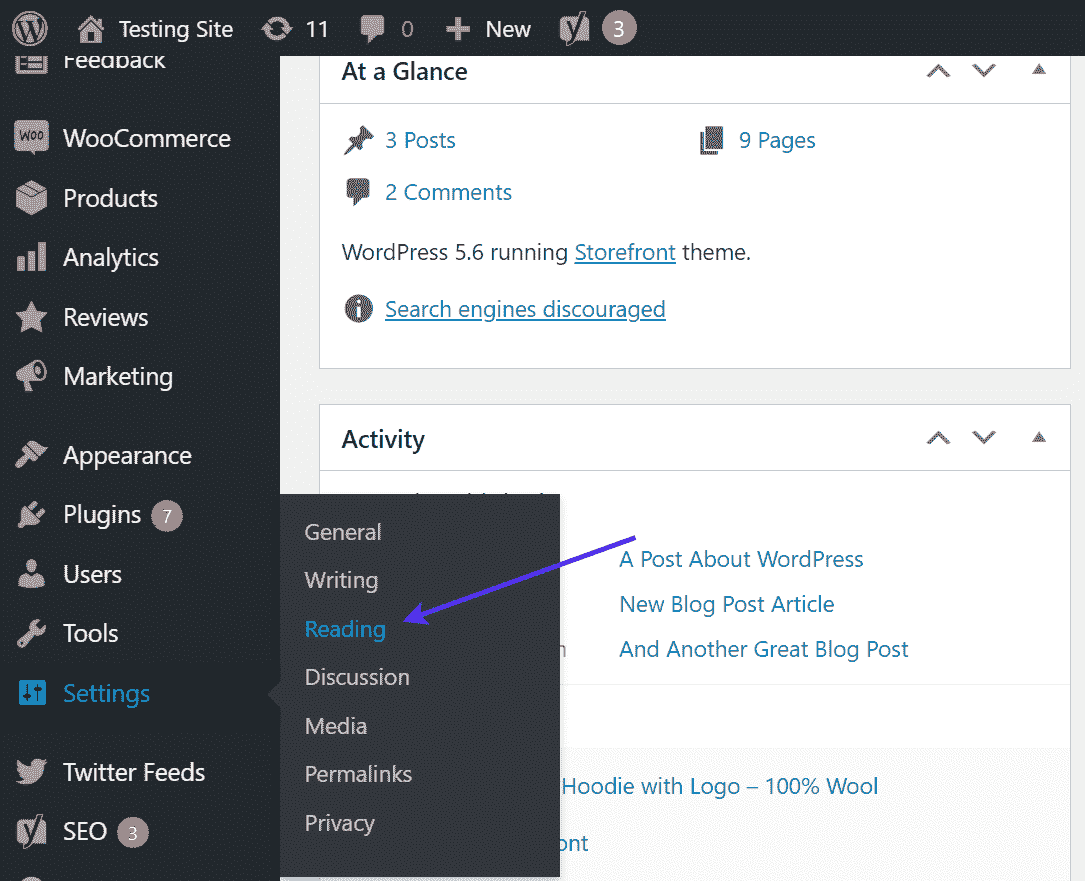 Testing Site 11 0 New 3
Feedback
WOO WooCommerce
Products
Analytics
Reviews
Marketing
Appearance
Plugins 7
Users
Tools
Settings
Twitter Feeds
SEO 3
At a Glance
3 Posts 9 Pages
2 Comments
WordPress 5.6 running Storefront theme.
Search engines discouraged
Activity
General
Writing
Reading
Discussion
Media
Permalinks
Privacy
A Post About WordPress
New Blog Post Article
And Another Great Blog Post
Hoodie with Logo – 100% Wool